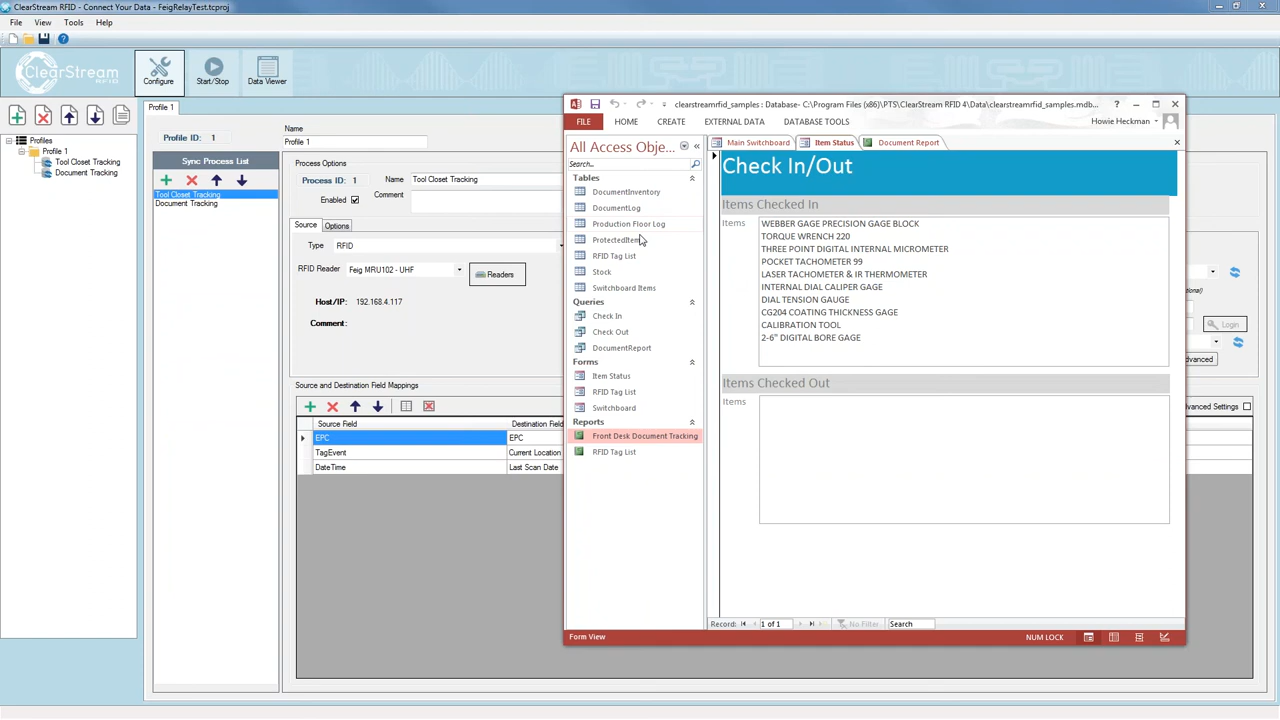 ClearStream RFID - Connect Your Data - FeigRelayTest.tcproj
File View Tools Help
ClearStream
RFID
Configure Start/Stop Data Viewer
Profile 1
Profiles
Profile 1
Tool Closet Tracking
Document Tracking
Profile ID: 1
Name
Profile 1
Sync Process List
Tool Closet Tracking
Document Tracking
Process Options
Process ID: 1
Name Tool Closet Tracking
Enabled
Comment
Source Options
Type RFID
RFID Reader Feig MRU102 - UHF
Readers
Host/IP: 192.168.4.117
Comment:
Source and Destination Field Mappings
Source Field Destination Field
EPC EPC
TagEvent Current Location
DateTime Last Scan Date
Login
clearstreamrfid_samples : Database- C:\Program Files (x86)\PTS\ClearStream RFID 4\Data\clearstreamrfid_samples.mdb...
FILE HOME CREATE EXTERNAL DATA DATABASE TOOLS
Howie Heckman
All Access Obje...
Search...
Tables
DocumentInventory
DocumentLog
Production Floor Log
RFID Tag List
Stock
Switchboard Items
Queries
Check In
Check Out
DocumentReport
Forms
Item Status
RFID Tag List
Switchboard
Reports
Front Desk Document Tracking
RFID Tag List
Main Switchboard Item Status Document Report
Check In/Out
Items Checked In
Items
WEBBER GAGE PRECISION GAGE BLOCK
TORQUE WRENCH 220
THREE POINT DIGITAL INTERNAL MICROMETER
POCKET TACHOMETER 99
LASER TACHOMETER & IR THERMOMETER
INTERNAL DIAL CALIPER GAGE
DIAL TENSION GAUGE
CG204 COATING THICKNESS GAGE
CALIBRATION TOOL
2-6" DIGITAL BORE GAGE
Items Checked Out
Items
Record: 1 of 1 No Filter Search
Form View
NUM LOCK